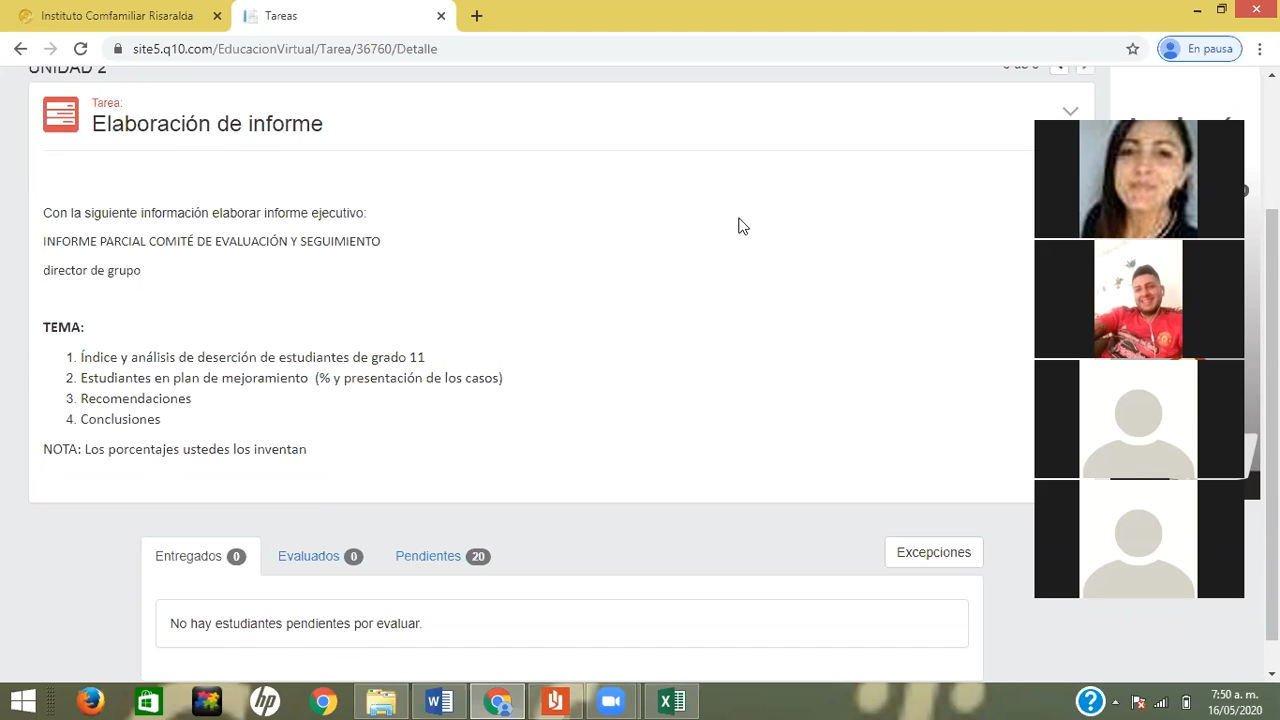 Instituto Comfamiliar Risaralda
Tareas
site5.q10.com/EducacionVirtual/Tarea/36760/Detalle
En pausa
UNIDAD 2
Tarea:
Elaboración de informe
Con la siguiente información elaborar informe ejecutivo:
INFORME PARCIAL COMITÉ DE EVALUACIÓN Y SEGUIMIENTO
director de grupo
TEMA:
1. Índice y análisis de deserción de estudiantes de grado 11
2. Estudiantes en plan de mejoramiento (% y presentación de los casos)
3. Recomendaciones
4. Conclusiones
NOTA: Los porcentajes ustedes los inventan
Entregados 0 Evaluados 0 Pendientes 20 Excepciones
No hay estudiantes pendientes por evaluar.
7:50 a. m.
16/05/2020